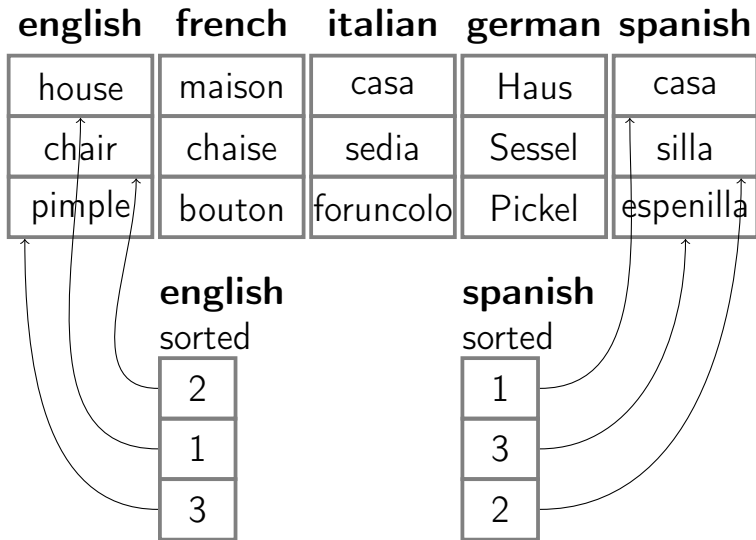 english french italian german spanish
house maison casa Haus casa
chair chaise sedia Sessel silla
pimple bouton foruncolo Pickel espenilla
english spanish
sorted sorted
2 1
1 3
3 2